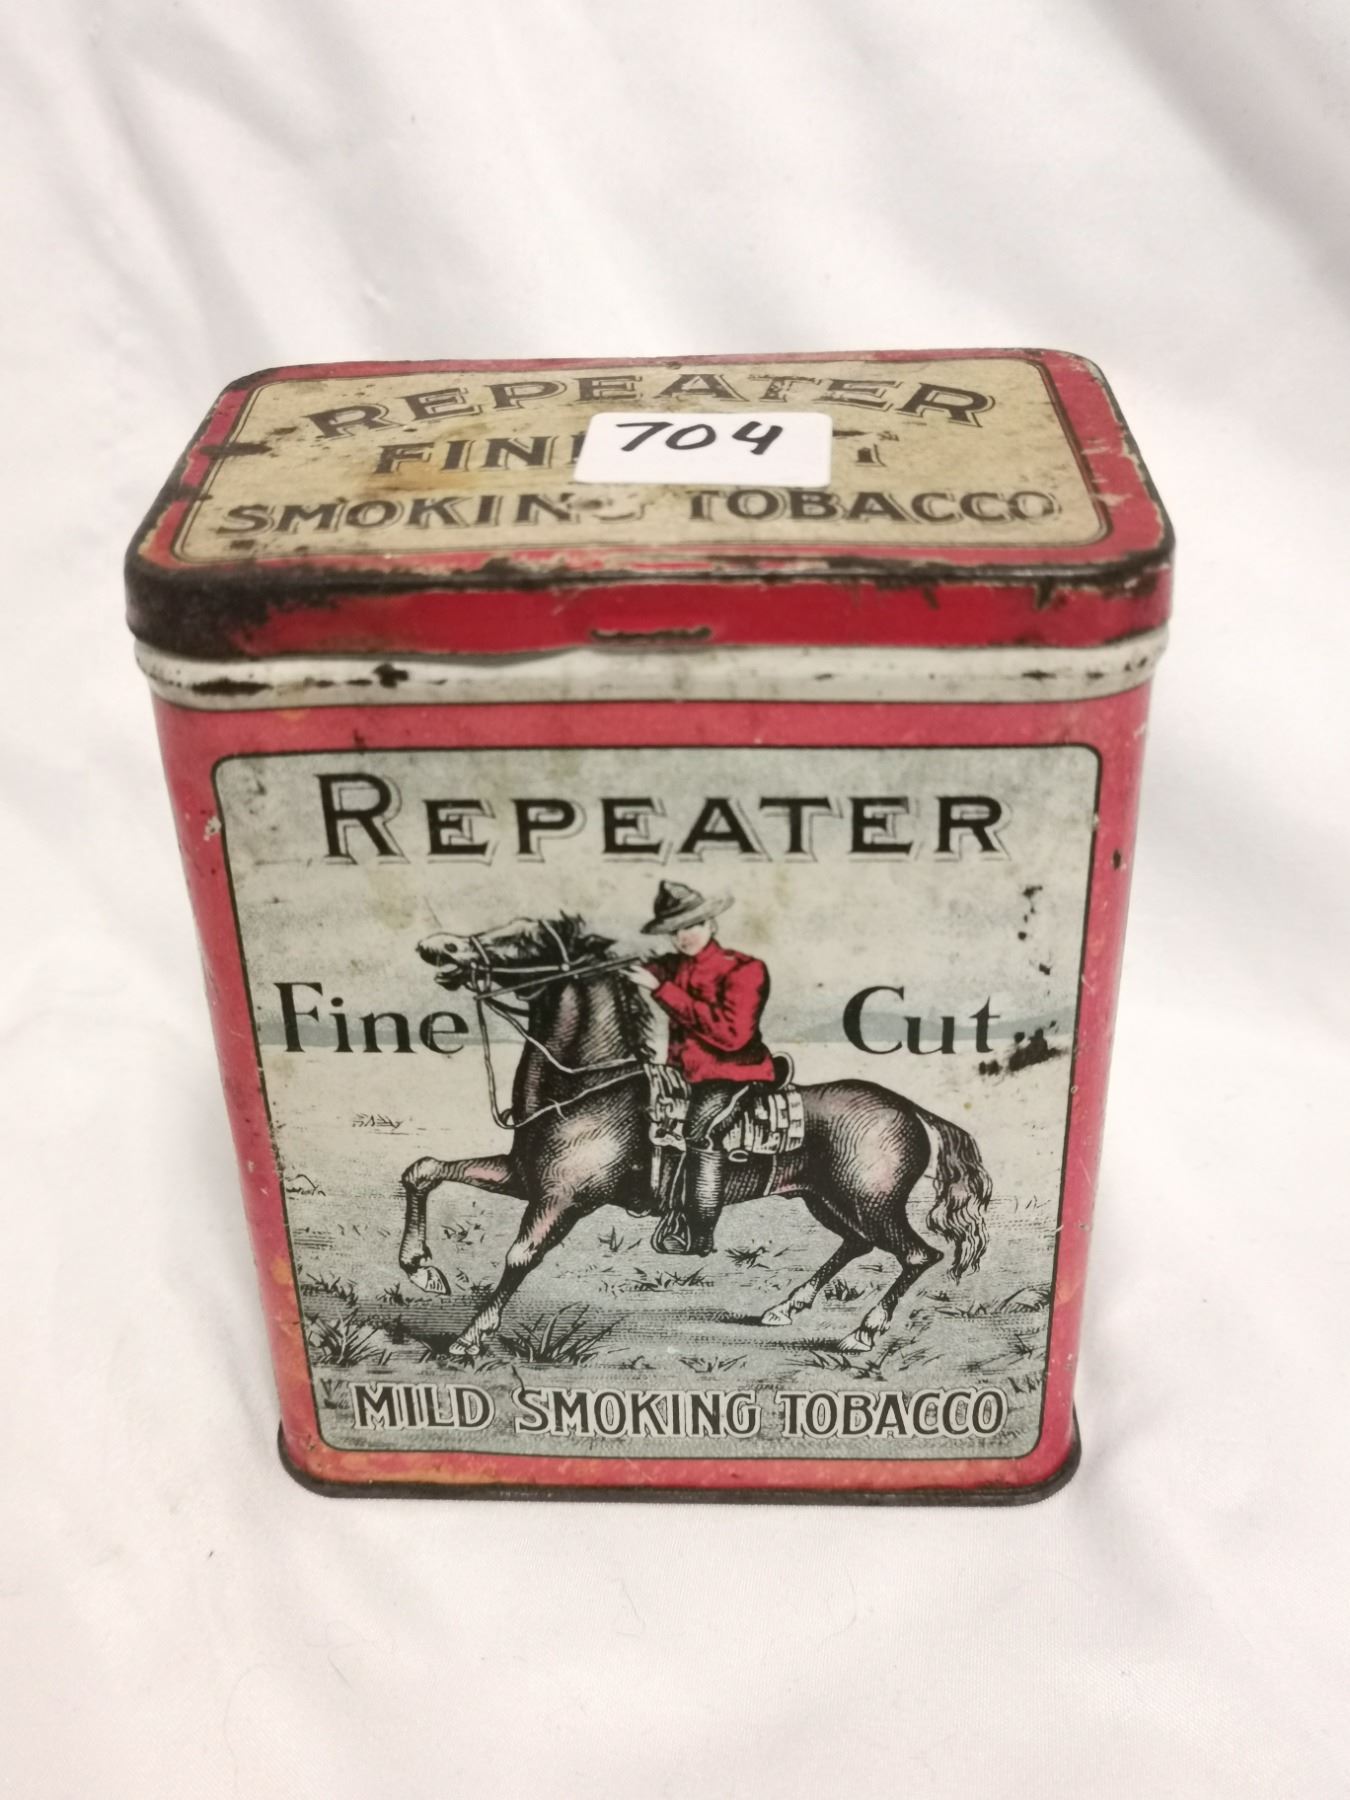 REPEATER
704
SMOKING TOBACCO
REPEATER
Fine Cut
MILD SMOKING TOBACCO